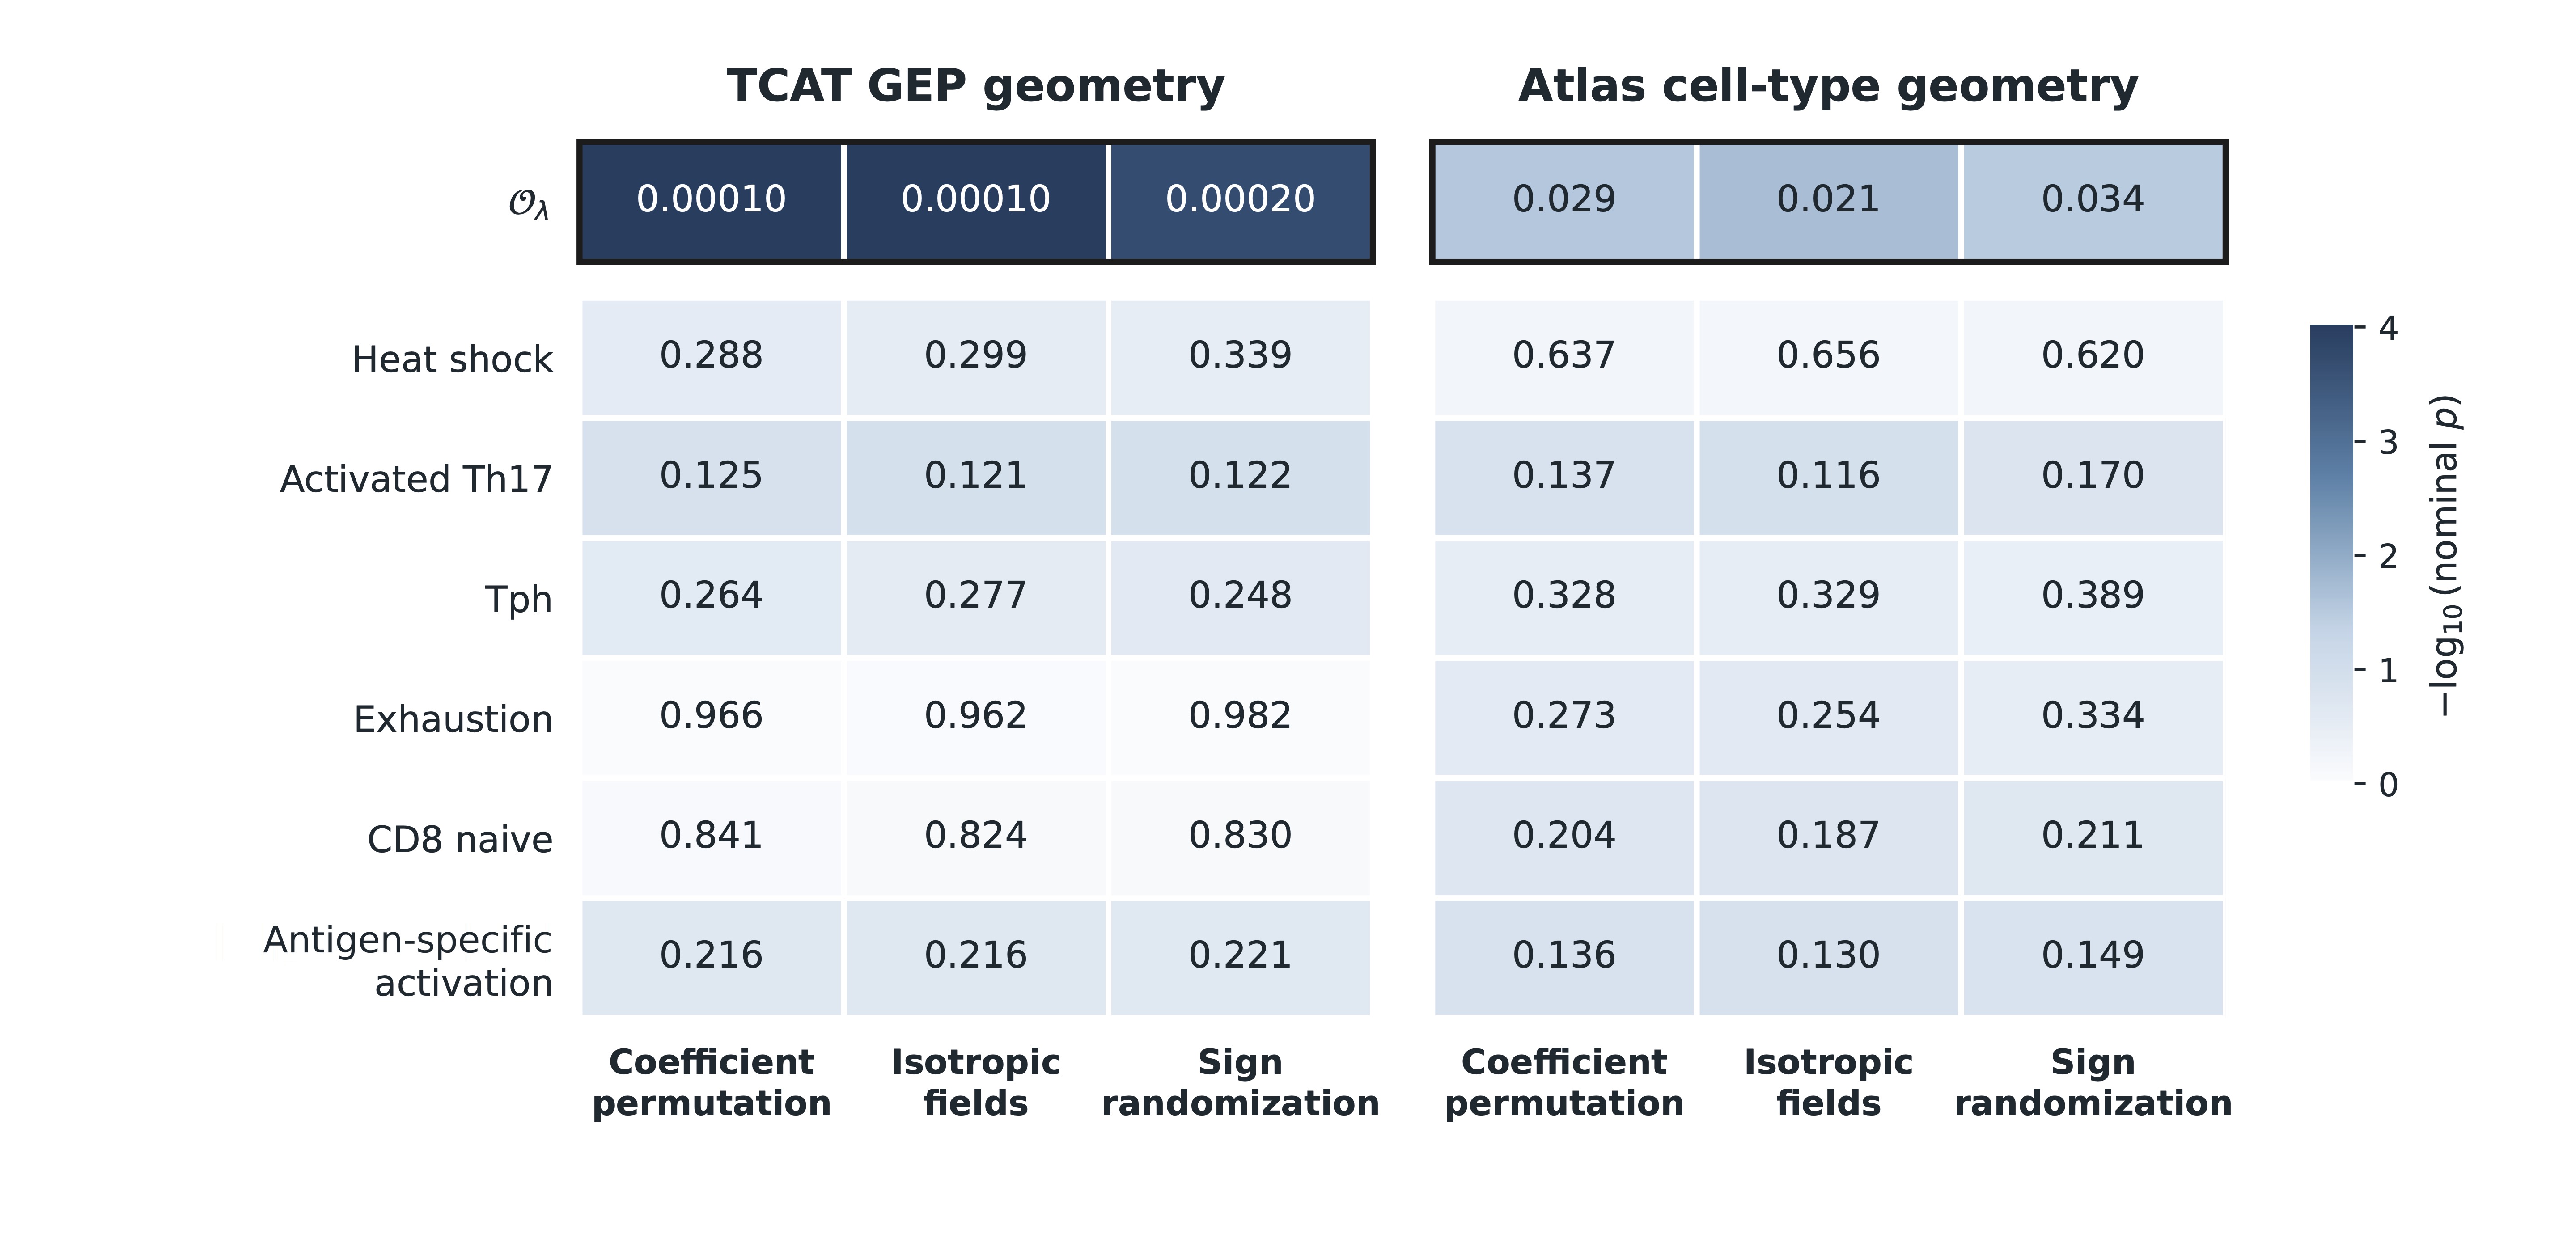 TCAT GEP geometry
Atlas cell-type geometry
𝒪λ 0.00010 0.00010 0.00020 0.029 0.021 0.034
Heat shock 0.288 0.299 0.339 0.637 0.656 0.620
Activated Th17 0.125 0.121 0.122 0.137 0.116 0.170
Tph 0.264 0.277 0.248 0.328 0.329 0.389
Exhaustion 0.966 0.962 0.982 0.273 0.254 0.334
CD8 naive 0.841 0.824 0.830 0.204 0.187 0.211
Antigen-specific
activation 0.216 0.216 0.221 0.136 0.130 0.149
Coefficient
permutation
Isotropic
fields
Sign
randomization
Coefficient
permutation
Isotropic
fields
Sign
randomization
4
3
2
1
0
−log₁₀ (nominal p)